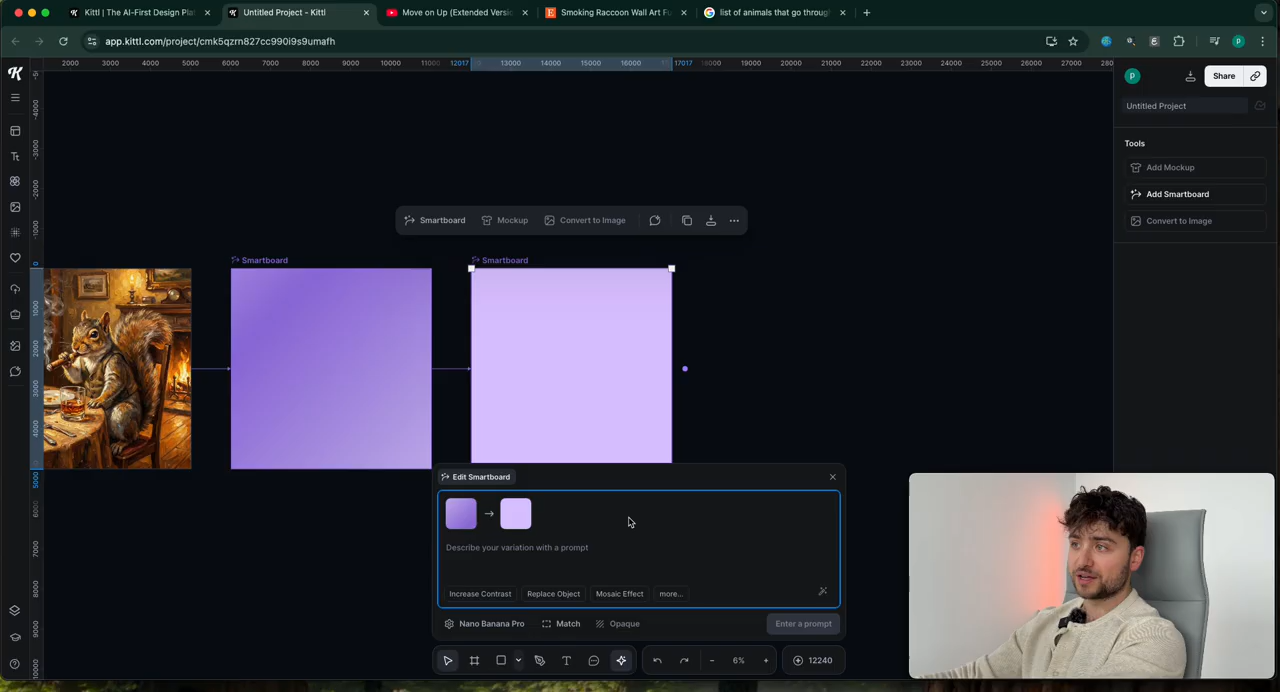 Kittl | The AI-First Design Pla
Untitled Project - Kittl
Move on Up (Extended Versio
Smoking Raccoon Wall Art Fu
list of animals that go throug
app.kittl.com/project/cmk5qzrn827cc990i9s9umafh
2000 3000 4000 5000 6000 7000 8000 9000 10000 11000 12017 13000 14000 15000 16000 17017 18000 19000 20000 21000 22000 23000 24000 25000 26000 27000
Share
Untitled Project
Tools
Add Mockup
Add Smartboard
Convert to Image
Smartboard Mockup Convert to Image
Smartboard
Smartboard
Edit Smartboard
Describe your variation with a prompt
Increase Contrast Replace Object Mosaic Effect more...
Nano Banana Pro Match Opaque Enter a prompt
6% 12240